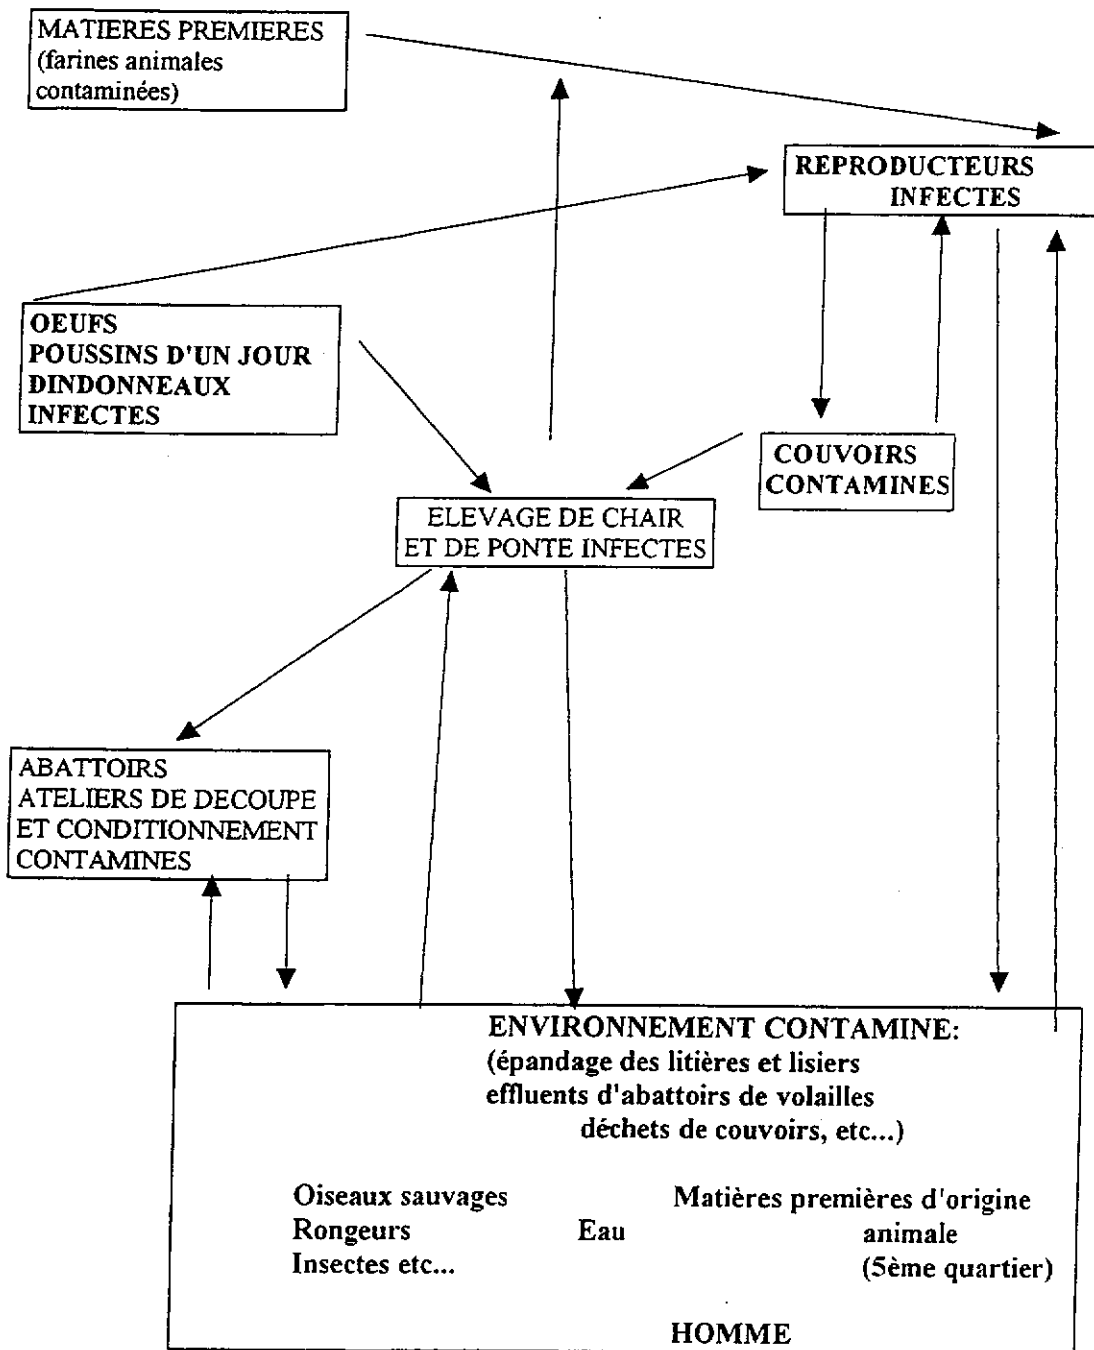 MATIERES PREMIERES
(farines animales
contaminées)
REPRODUCTEURS
INFECTES
OEUFS
POUSSINS D'UN JOUR
DINDONNEAUX
INFECTES
COUVOIRS
CONTAMINES
ELEVAGE DE CHAIR
ET DE PONTE INFECTES
ABATTOIRS
ATELIERS DE DECOUPE
ET CONDITIONNEMENT
CONTAMINES
ENVIRONNEMENT CONTAMINE:
(épandage des litières et lisiers
effluents d'abattoirs de volailles
déchets de couvoirs, etc...)
Oiseaux sauvages
Rongeurs
Insectes etc...
Eau
Matières premières d'origine
animale
(5ème quartier)
HOMME